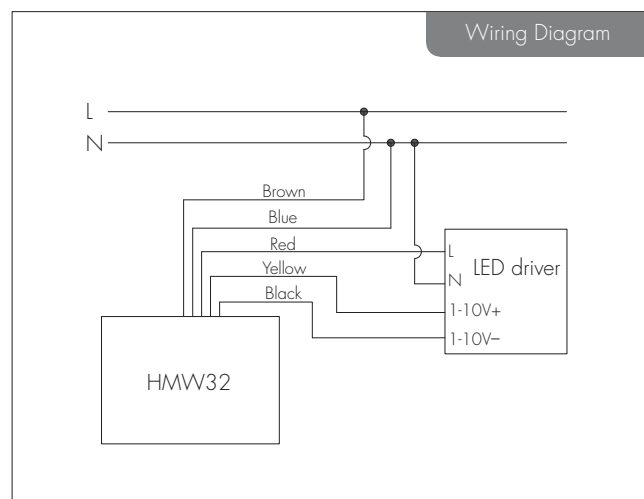 Wiring Diagram
L
N
Brown
Blue
Red
Yellow
Black
L
N
LED driver
1-10V+
1-10V–
HMW32